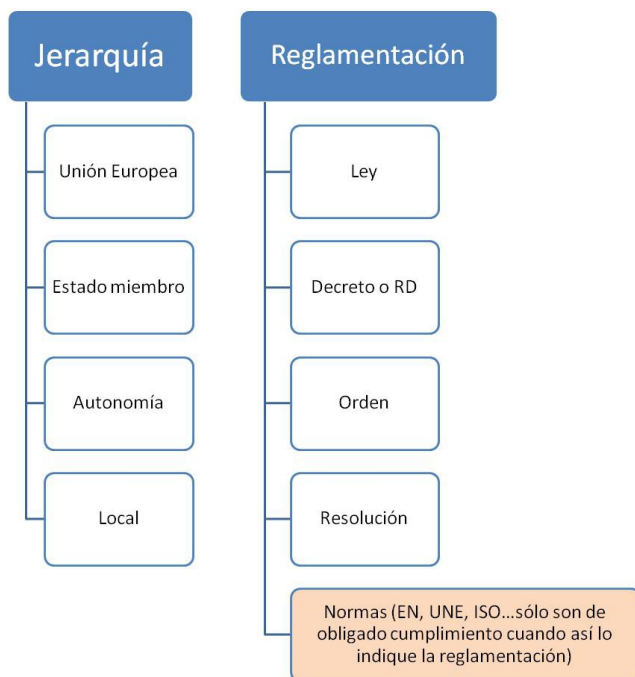 Jerarquía
Unión Europea
Estado miembro
Autonomía
Local
Reglamentación
Ley
Decreto o RD
Orden
Resolución
Normas (EN, UNE, ISO...sólo son de
obligado cumplimiento cuando así lo
indique la reglamentación)